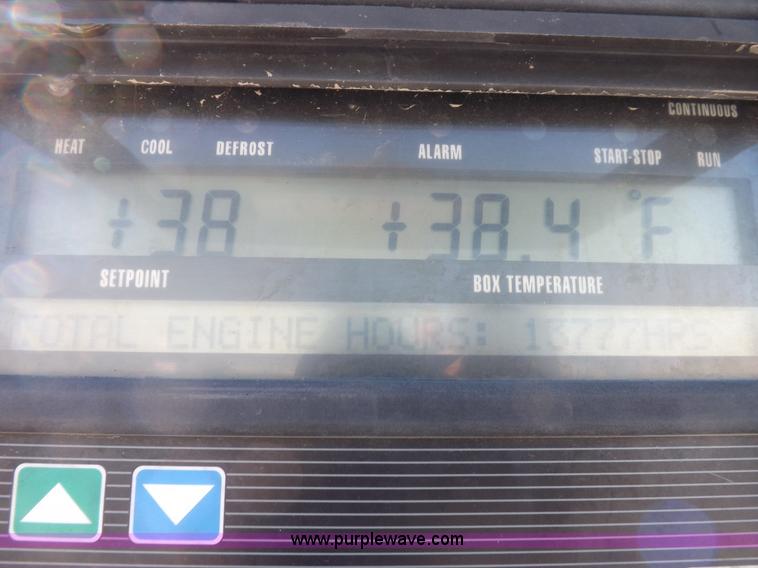 CONTINUOUS
HEAT COOL DEFROST ALARM START-STOP RUN
+38 +38.4 °F
SETPOINT BOX TEMPERATURE
TOTAL ENGINE HOURS: 13777HRS
www.purplewave.com